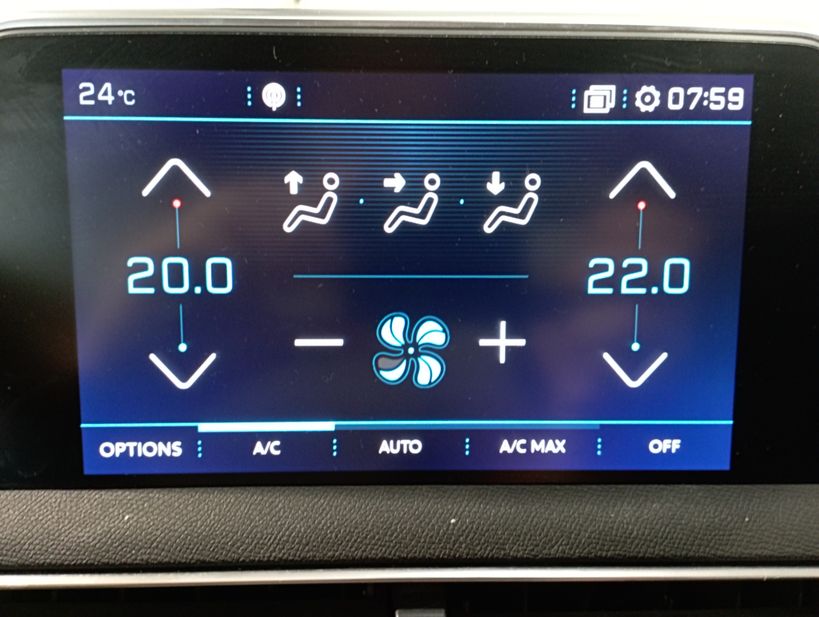 24°C 07:59
20.0 22.0
OPTIONS A/C AUTO A/C MAX OFF